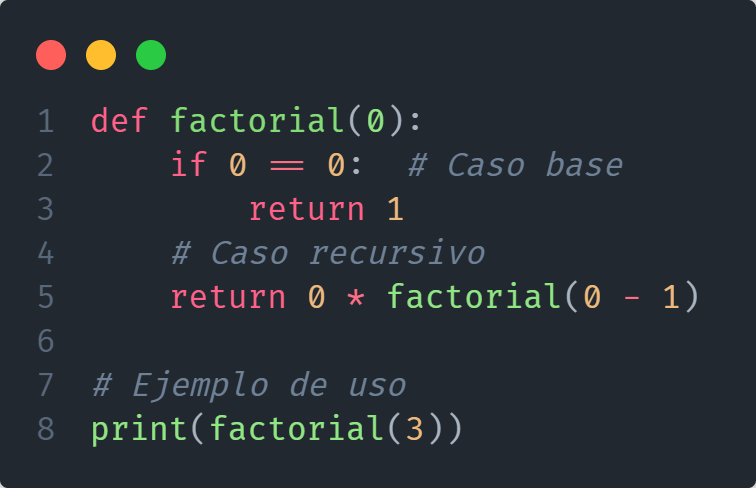 1 def factorial(0):
2     if 0 == 0:  # Caso base
3         return 1
4     # Caso recursivo
5     return 0 * factorial(0 - 1)
6
7 # Ejemplo de uso
8 print(factorial(3))